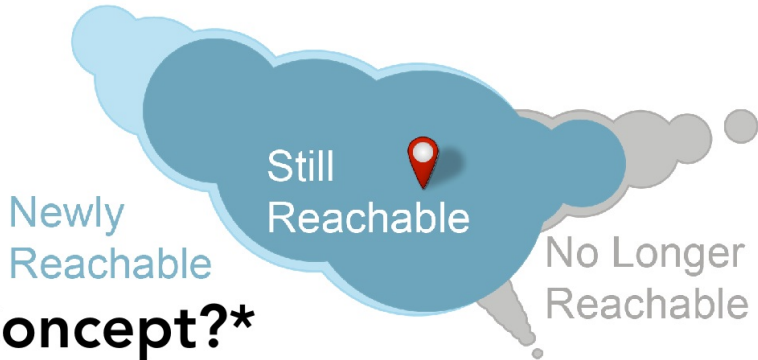 Still
Reachable
Newly
Reachable
No Longer
Reachable
oncept?*